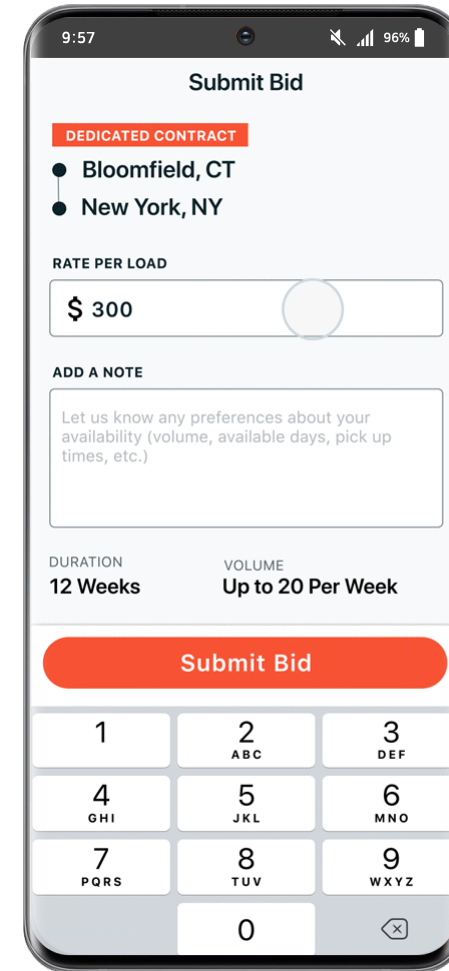 9:57
96%
Submit Bid
DEDICATED CONTRACT
Bloomfield, CT
New York, NY
RATE PER LOAD
$ 300
ADD A NOTE
Let us know any preferences about your
availability (volume, available days, pick up
times, etc.)
DURATION
VOLUME
12 Weeks
Up to 20 Per Week
Submit Bid
1
2
3
ABC
DEF
4
5
6
GHI
JKL
MNO
7
8
9
PQRS
TUV
WXYZ
0